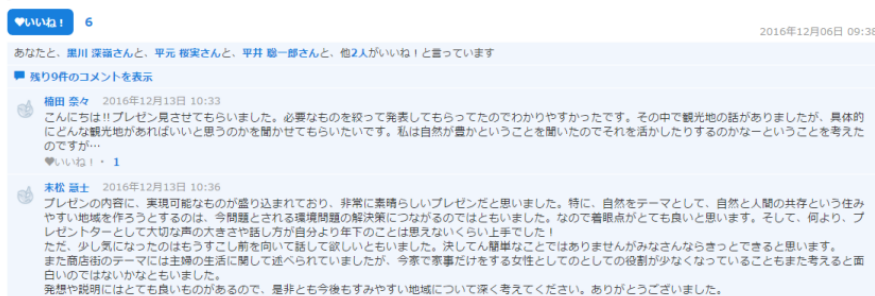 ♥いいね！ 6
2016年12月06日 09:38
あなたと、黒川 深嶺さんと、平元 桜実さんと、平井 聡一郎さんと、他2人がいいね！と言っています
残り9件のコメントを表示
植田 奈々 2016年12月13日 10:33
こんにちは!!プレゼン見させてもらいました。必要なものを絞って発表してもらってたのでわかりやすかったです。その中で観光地の話がありましたが、具体的
にどんな観光地があればいいと思うのかを聞かせてもらいたいです。私は自然が豊かということを聞いたのでそれを活かしたりするのかなーということを考えた
のですが…
♥いいね！・ 1
末松 慧士 2016年12月13日 10:36
プレゼンの内容に、実現可能なものが盛り込まれており、非常に素晴らしいプレゼンだと思いました。特に、自然をテーマとして、自然と人間の共存という住み
やすい地域を作ろうとするのは、今問題とされる環境問題の解決策につながるのではともいました。なので着眼点がとても良いと思います。そして、何より、プ
レゼントターとして大切な声の大きさや話し方が自分より年下のことは思えないくらい上手でした！
ただ、少し気になったのはもうすこし前を向いて話して欲しいともいました。決してん簡単なことではありませんがみなさんならきっとできると思います。
また商店街のテーマには主婦の生活に関して述べられていましたが、今家で家事だけをする女性としてのとしての役割が少なくなっていることもまた考えると面
白いのではないかなともいました。
発想や説明にはとても良いものがあるので、是非とも今後もすみやすい地域について深く考えてください。ありがとうございました。